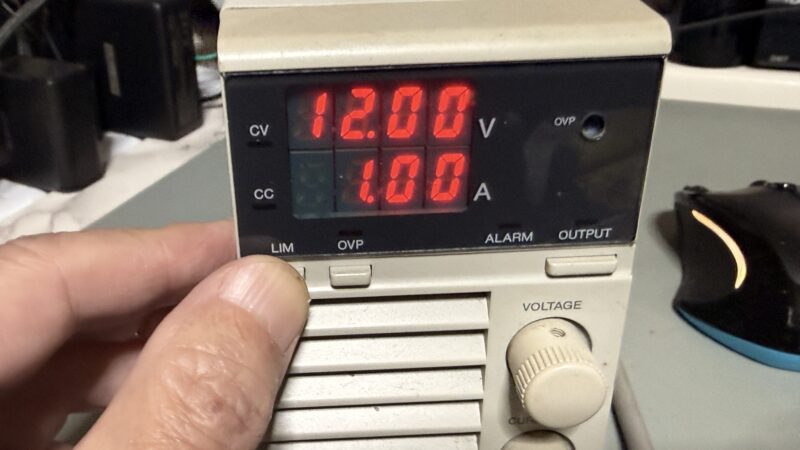 CV 12.00 V OVP
CC 1.00 A
LIM OVP ALARM OUTPUT
VOLTAGE